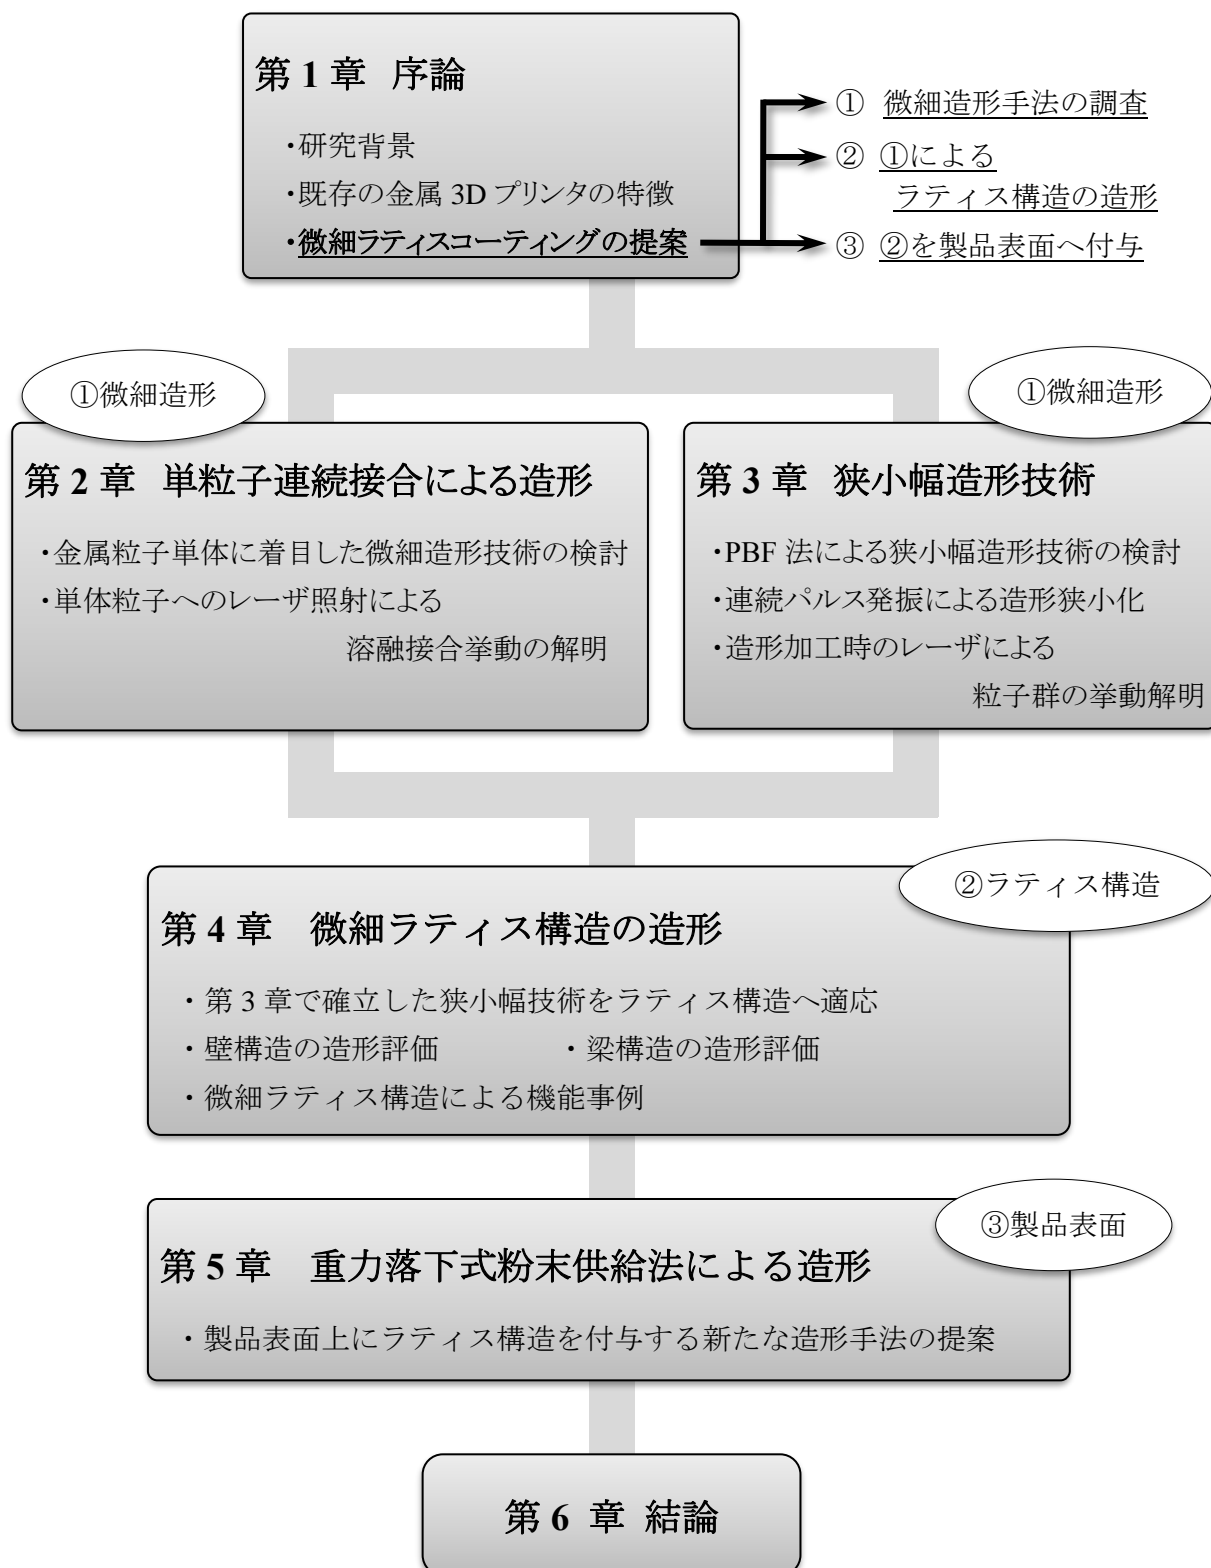 第 1 章 序論
・研究背景
・既存の金属 3D プリンタの特徴
・微細ラティスコーティングの提案
① 微細造形手法の調査
② ①による
ラティス構造の造形
③ ②を製品表面へ付与
①微細造形
第 2 章 単粒子連続接合による造形
・金属粒子単体に着目した微細造形技術の検討
・単体粒子へのレーザ照射による
溶融接合挙動の解明
①微細造形
第 3 章 狭小幅造形技術
・PBF 法による狭小幅造形技術の検討
・連続パルス発振による造形狭小化
・造形加工時のレーザによる
粒子群の挙動解明
②ラティス構造
第 4 章 微細ラティス構造の造形
・第 3 章で確立した狭小幅技術をラティス構造へ適応
・壁構造の造形評価 ・梁構造の造形評価
・微細ラティス構造による機能事例
③製品表面
第 5 章 重力落下式粉末供給法による造形
・製品表面上にラティス構造を付与する新たな造形手法の提案
第 6 章 結論